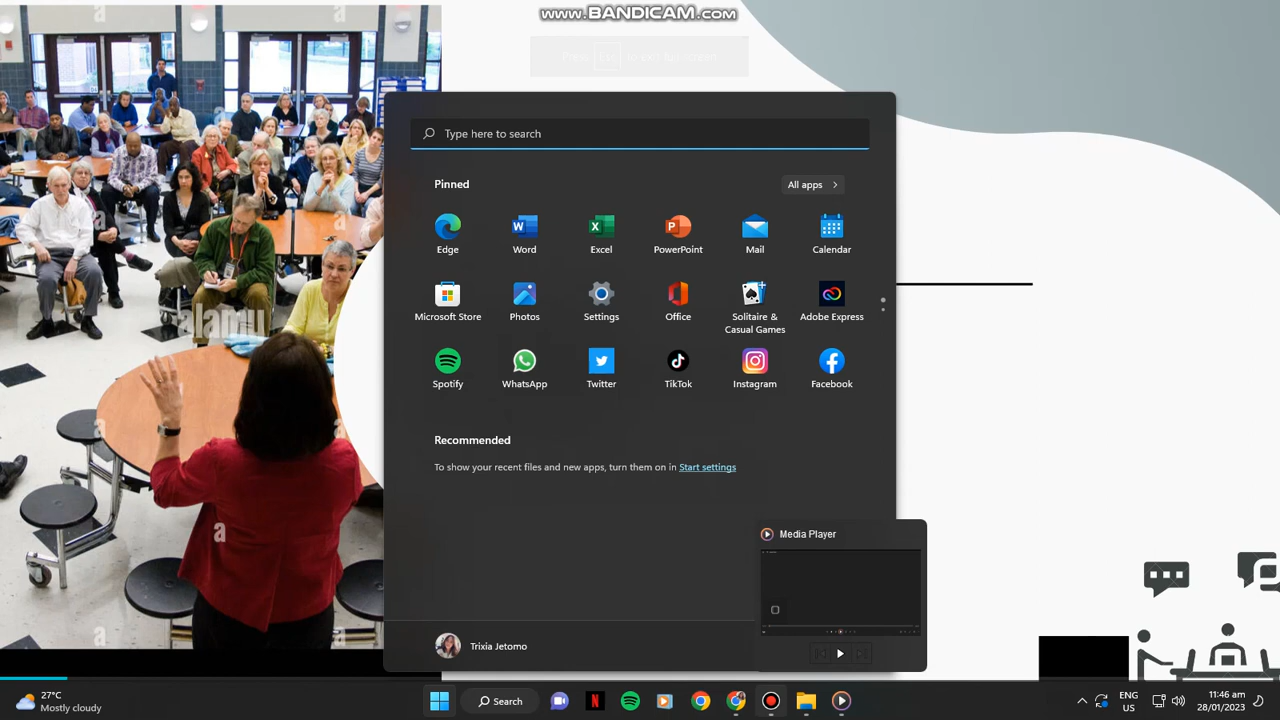 www.BANDICAM.com
Type here to search
Pinned
All apps
Edge
Word
Excel
PowerPoint
Mail
Calendar
Microsoft Store
Photos
Settings
Office
Solitaire &
Casual Games
Adobe Express
Spotify
WhatsApp
Twitter
TikTok
Instagram
Facebook
Recommended
To show your recent files and new apps, turn them on in Start settings
Media Player
Trixia Jetomo
alamy
27°C
Mostly cloudy
Search
ENG
US
11:46 am
28/01/2023